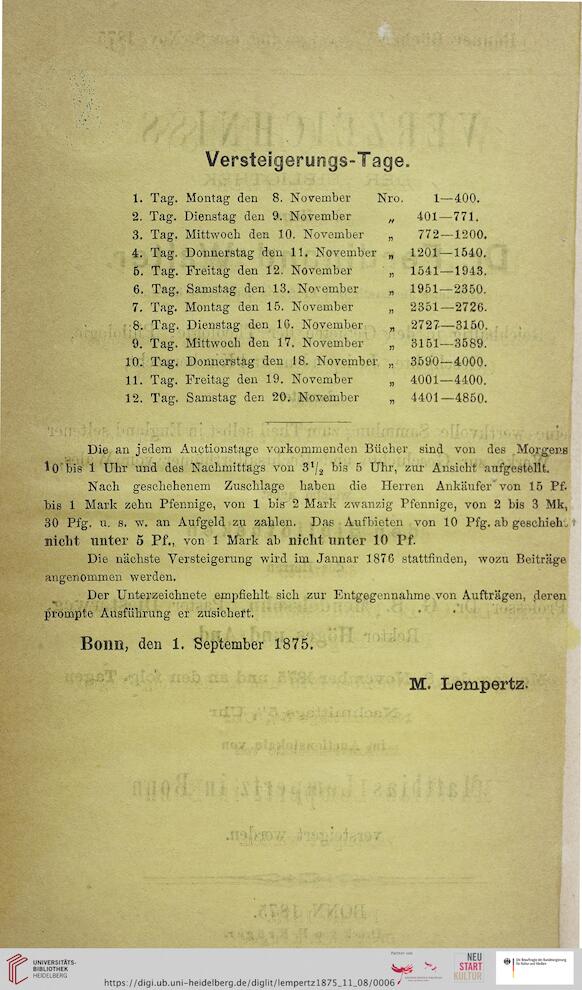 Versteigerungs-Tage.
1. Tag. Montag den 8. November Nro. 1—400.
2. Tag. Dienstag den 9. November „ 401—771.
3. Tag. Mittwoch den 10. November „ 772—1200.
4. Tag. Donnerstag den 11. November „ 1201—1540.
5. Tag. Freitag den 12. November „ 1541—1943.
6. Tag. Samstag den 13. November „ 1951—2350.
7. Tag. Montag den 15. November „ 2351—2726.
8. Tag. Dienstag den 16. November „ 2727—3150.
9. Tag. Mittwoch den 17. November „ 3151—3589.
10. Tag. Donnerstag den 18. November „ 3590—4000.
11. Tag. Freitag den 19. November „ 4001—4400.
12. Tag. Samstag den 20. November „ 4401—4850.
Die an jedem Auctionstage vorkommenden Bücher sind von des Morgens
10 bis 1 Uhr und des Nachmittags von 3½ bis 5 Uhr, zur Ansicht aufgestellt.
Nach geschehenem Zuschlage haben die Herren Ankäufer von 15 Pf.
bis 1 Mark zehn Pfennige, von 1 bis 2 Mark zwanzig Pfennige, von 2 bis 3 Mk,
30 Pfg. u. s. w. an Aufgeld zu zahlen. Das Aufbieten von 10 Pfg. ab geschieht
nicht unter 5 Pf., von 1 Mark ab nicht unter 10 Pf.
Die nächste Versteigerung wird im Januar 1876 stattfinden, wozu Beiträge
angenommen werden.
Der Unterzeichnete empfiehlt sich zur Entgegennahme von Aufträgen, deren
prompte Ausführung er zusichert.
Bonn, den 1. September 1875.
M. Lempertz.
UNIVERSITÄTS-
BIBLIOTHEK
HEIDELBERG
https://digi.ub.uni-heidelberg.de/diglit/lempertz1875_11_08/0006
NEU
START
KULTUR